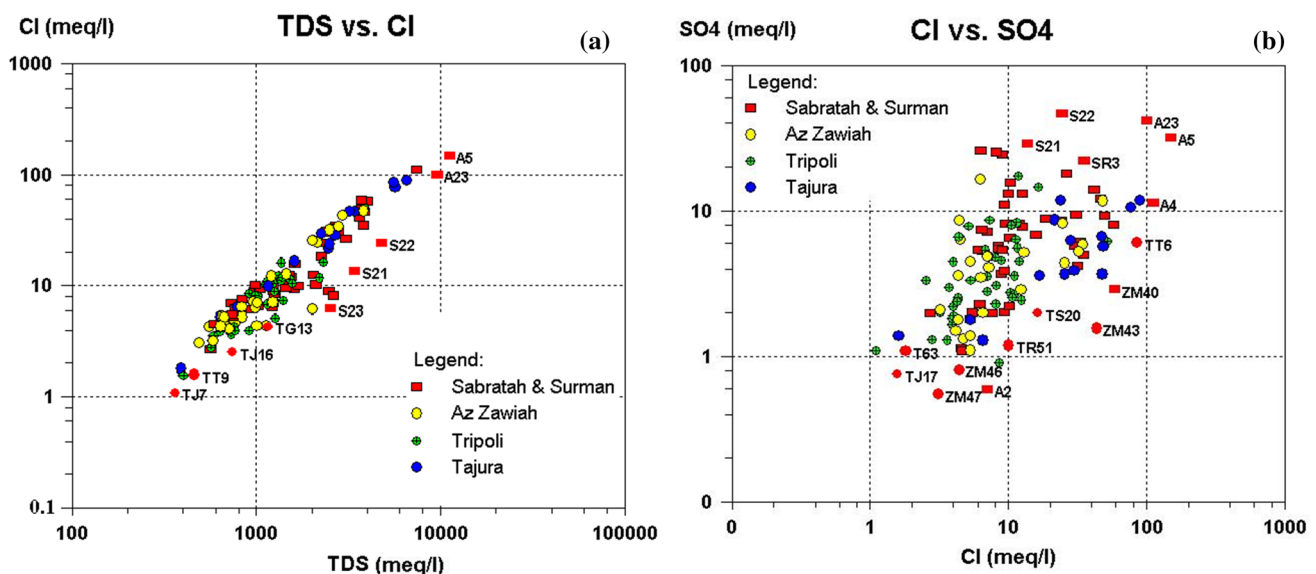 Cl (meq/l)
TDS vs. Cl
(a)
1000
100
10
1
0.1
100
1000
10000
100000
TDS (meq/l)
A5
A23
S22
S21
S23
TG13
TJ16
TT9
TJ7
Legend:
Sabratah & Surman
Az Zawiah
Tripoli
Tajura
SO4 (meq/l)
Cl vs. SO4
(b)
100
10
1
0
0
1
10
100
1000
Cl (meq/l)
Legend:
Sabratah & Surman
Az Zawiah
Tripoli
Tajura
S22
A23
S21
A5
SR3
A4
TT6
ZM40
TS20
ZM43
TR51
T63
ZM46
TJ17
ZM47
A2